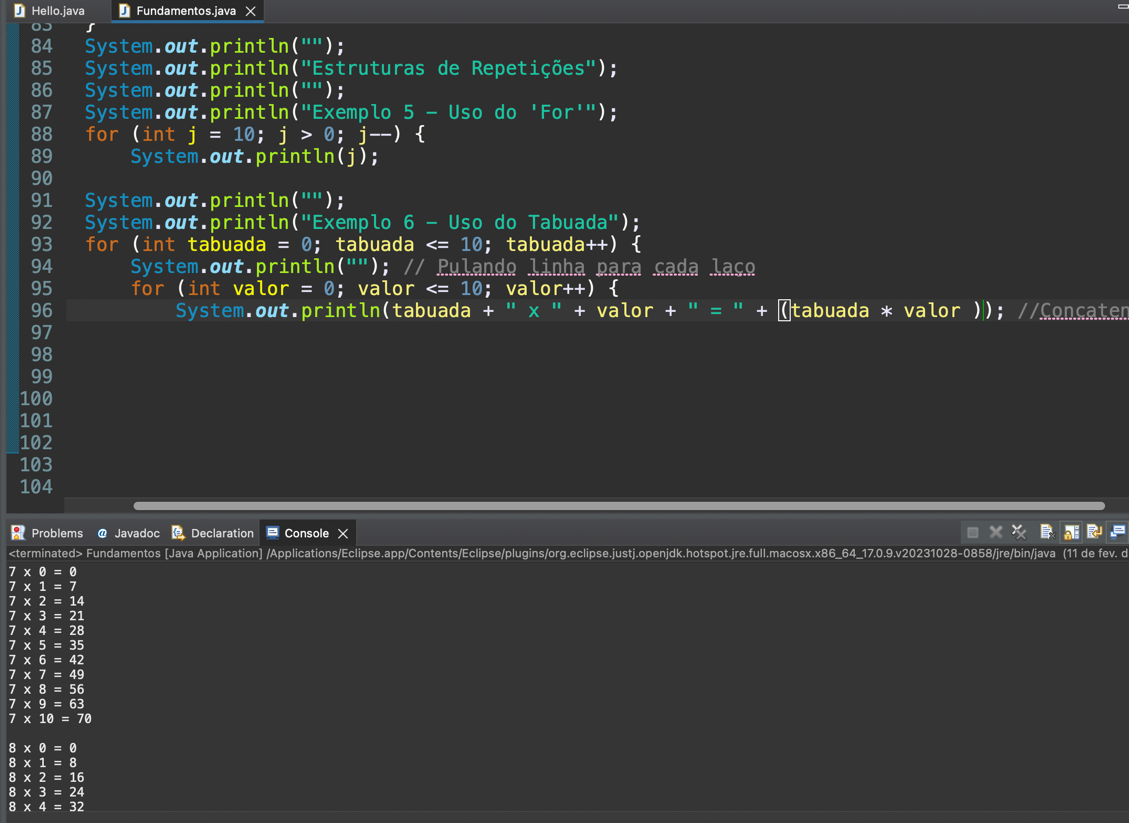 Hello.java Fundamentos.java
83 }
84 System.out.println("");
85 System.out.println("Estruturas de Repetições");
86 System.out.println("");
87 System.out.println("Exemplo 5 – Uso do 'For'");
88 for (int j = 10; j > 0; j--) {
89 System.out.println(j);
90
91 System.out.println("");
92 System.out.println("Exemplo 6 – Uso do Tabuada");
93 for (int tabuada = 0; tabuada <= 10; tabuada++) {
94 System.out.println(""); // Pulando linha para cada laço
95 for (int valor = 0; valor <= 10; valor++) {
96 System.out.println(tabuada + " x " + valor + " = " + (tabuada * valor )); //Concaten
97
98
99
100
101
102
103
104
Problems Javadoc Declaration Console
<terminated> Fundamentos [Java Application] /Applications/Eclipse.app/Contents/Eclipse/plugins/org.eclipse.justj.openjdk.hotspot.jre.full.macosx.x86_64_17.0.9.v20231028-0858/jre/bin/java (11 de fev. d
7 x 0 = 0
7 x 1 = 7
7 x 2 = 14
7 x 3 = 21
7 x 4 = 28
7 x 5 = 35
7 x 6 = 42
7 x 7 = 49
7 x 8 = 56
7 x 9 = 63
7 x 10 = 70
8 x 0 = 0
8 x 1 = 8
8 x 2 = 16
8 x 3 = 24
8 x 4 = 32